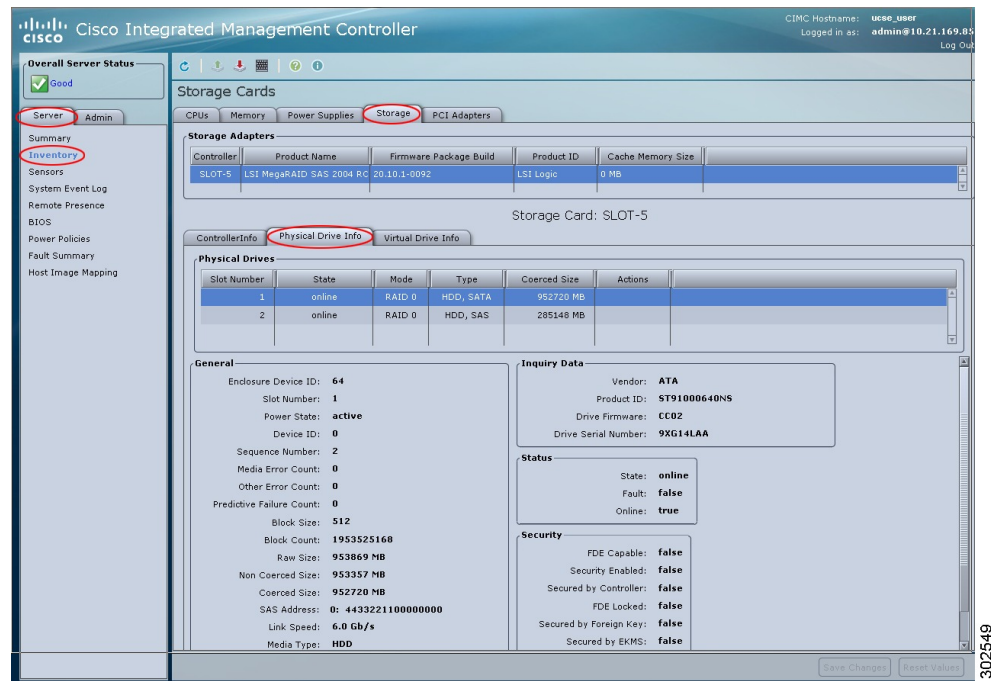 CISCO
Cisco Integrated Management Controller
CIMC Hostname: ucse_user
Logged in as: admin@10.21.169.85
Log Out
Overall Server Status
Good
Server Admin
Summary
Inventory
Sensors
System Event Log
Remote Presence
BIOS
Power Policies
Fault Summary
Host Image Mapping
Storage Cards
CPUs Memory Power Supplies Storage PCI Adapters
Storage Adapters
Controller Product Name Firmware Package Build Product ID Cache Memory Size
SLOT-5 LSI MegaRAID SAS 2004 RC 20.10.1-0092 LSI Logic 0 MB
Storage Card: SLOT-5
ControllerInfo Physical Drive Info Virtual Drive Info
Physical Drives
Slot Number State Mode Type Coerced Size Actions
1 online RAID 0 HDD, SATA 952720 MB
2 online RAID 0 HDD, SAS 285148 MB
General
Enclosure Device ID: 64
Slot Number: 1
Power State: active
Device ID: 0
Sequence Number: 2
Media Error Count: 0
Other Error Count: 0
Predictive Failure Count: 0
Block Size: 512
Block Count: 1953525168
Raw Size: 953869 MB
Non Coerced Size: 953357 MB
Coerced Size: 952720 MB
SAS Address: 0: 4433221100000000
Link Speed: 6.0 Gb/s
Media Type: HDD
Inquiry Data
Vendor: ATA
Product ID: ST91000640NS
Drive Firmware: CC02
Drive Serial Number: 9XG14LAA
Status
State: online
Fault: false
Online: true
Security
FDE Capable: false
Security Enabled: false
Secured by Controller: false
FDE Locked: false
Secured by Foreign Key: false
Secured by EKMS: false
Save Changes Reset Values
302549